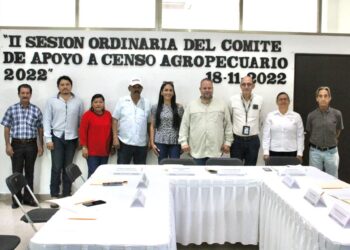 "II SESION ORDINARIA DEL COMITE
DE APOYO A CENSO AGROPECUARIO
2022" 18-11-2022